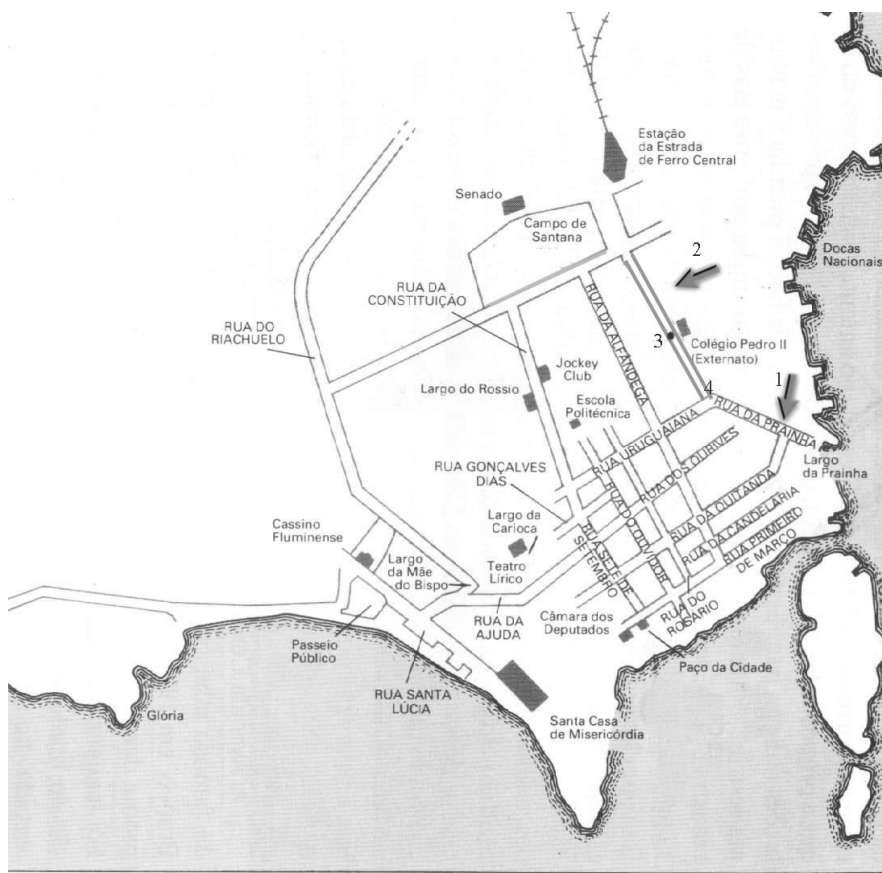 Estação
da Estrada
de Ferro Central
Senado
Campo de
Santana
2
Docas
Nacionais
RUA DA
CONSTITUIÇÃO
RUA DO
RIACHUELO
RUA DA ALFÂNDEGA
3
Colégio Pedro II
(Externato)
Jockey
Club
Largo do Rossio
Escola
Politécnica
4
1
RUA DA PRAINHA
Largo
da Prainha
RUA URUGUAIANA
RUA DOS OURIVES
RUA GONÇALVES
DIAS
RUA DA QUITANDA
RUA DA CANDELARIA
RUA PRIMEIRO
DE MARÇO
Largo da
Carioca
RUA DO OUVIDOR
RUA SETE DE
SETEMBRO
Cassino
Fluminense
Largo
da Mãe
do Bispo
Teatro
Lírico
RUA DO
ROSÁRIO
RUA DA
AJUDA
Câmara dos
Deputados
Passeio
Público
Paço da Cidade
RUA SANTA
LÚCIA
Glória
Santa Casa
de Misericórdia